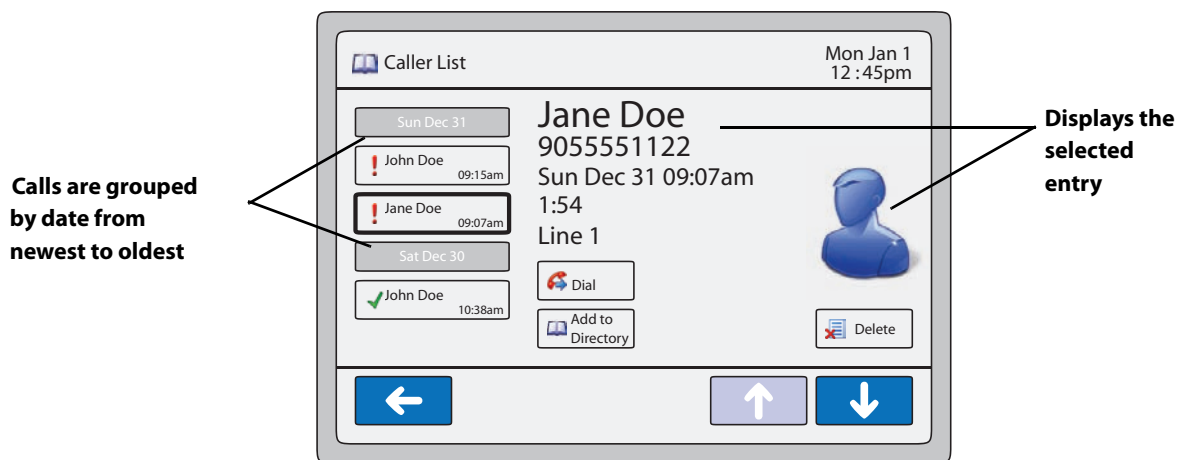 Caller List
Mon Jan 1
12 :45pm
Sun Dec 31
John Doe
09:15am
Jane Doe
09:07am
Sat Dec 30
John Doe
10:38am
Jane Doe
9055551122
Sun Dec 31 09:07am
1:54
Line 1
Dial
Add to
Directory
Delete
Calls are grouped
by date from
newest to oldest
Displays the
selected
entry